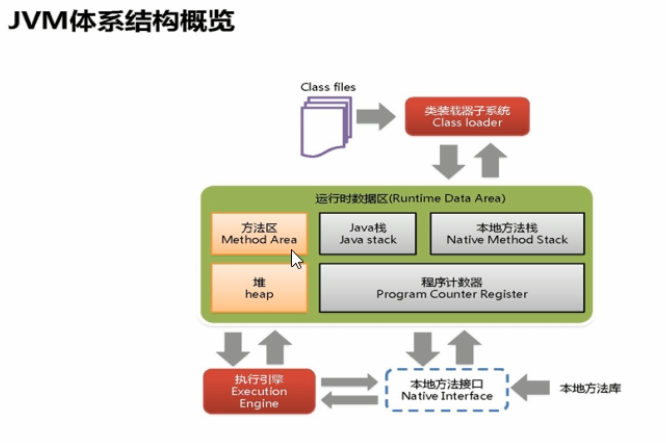 JVM体系结构概览
Class files
类装载器子系统
Class loader
运行时数据区(Runtime Data Area)
方法区
Method Area
Java栈
Java stack
本地方法栈
Native Method Stack
堆
heap
程序计数器
Program Counter Register
执行引擎
Execution
Engine
本地方法接口
Native Interface
本地方法库